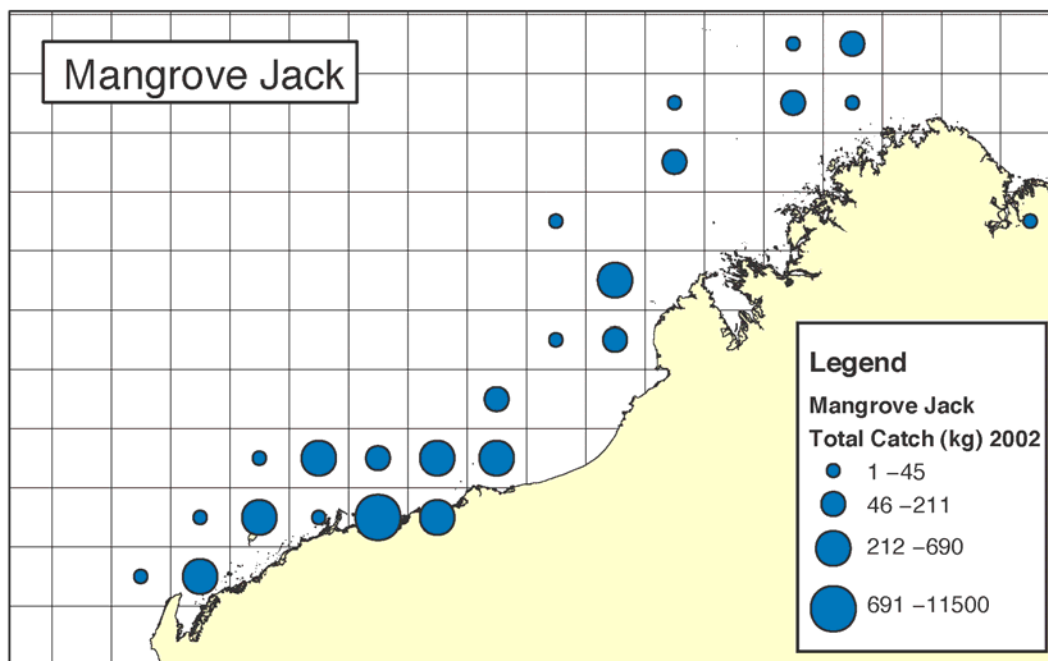 Mangrove Jack
Legend
Mangrove Jack
Total Catch (kg) 2002
1 –45
46 –211
212 –690
691 –11500